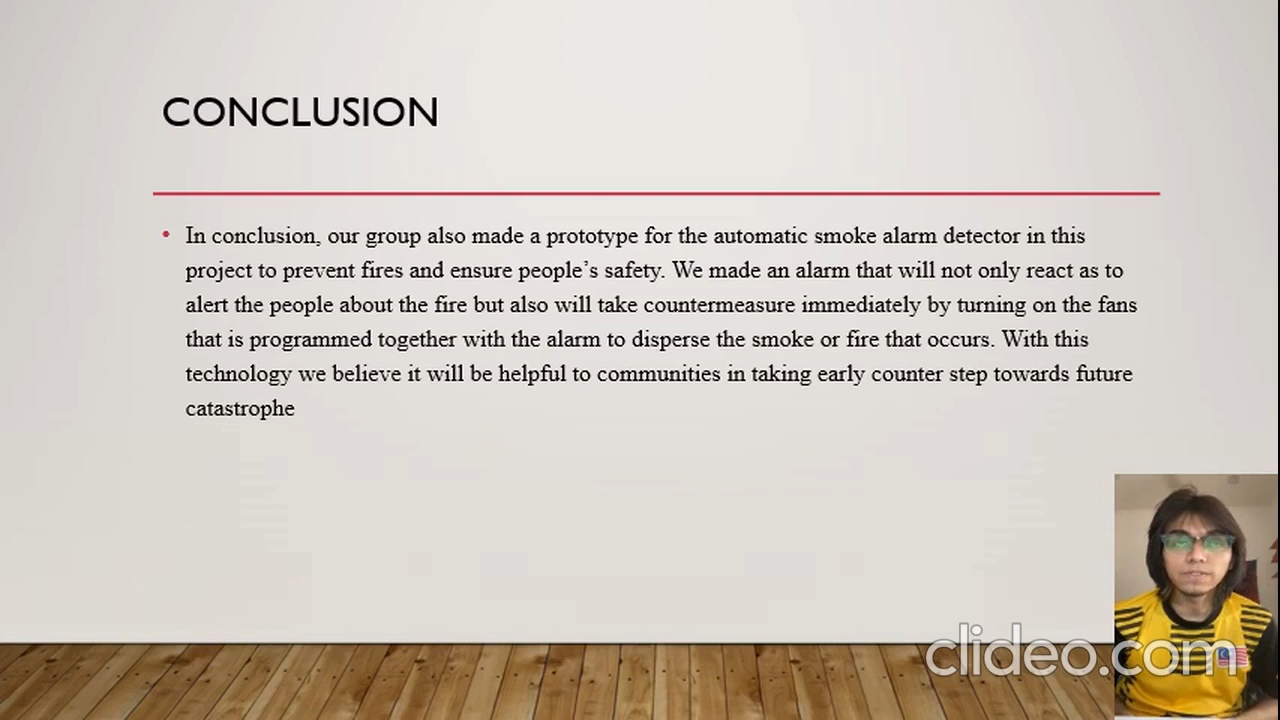 CONCLUSION
• In conclusion, our group also made a prototype for the automatic smoke alarm detector in this
project to prevent fires and ensure people’s safety. We made an alarm that will not only react as to
alert the people about the fire but also will take countermeasure immediately by turning on the fans
that is programmed together with the alarm to disperse the smoke or fire that occurs. With this
technology we believe it will be helpful to communities in taking early counter step towards future
catastrophe
clideo.com